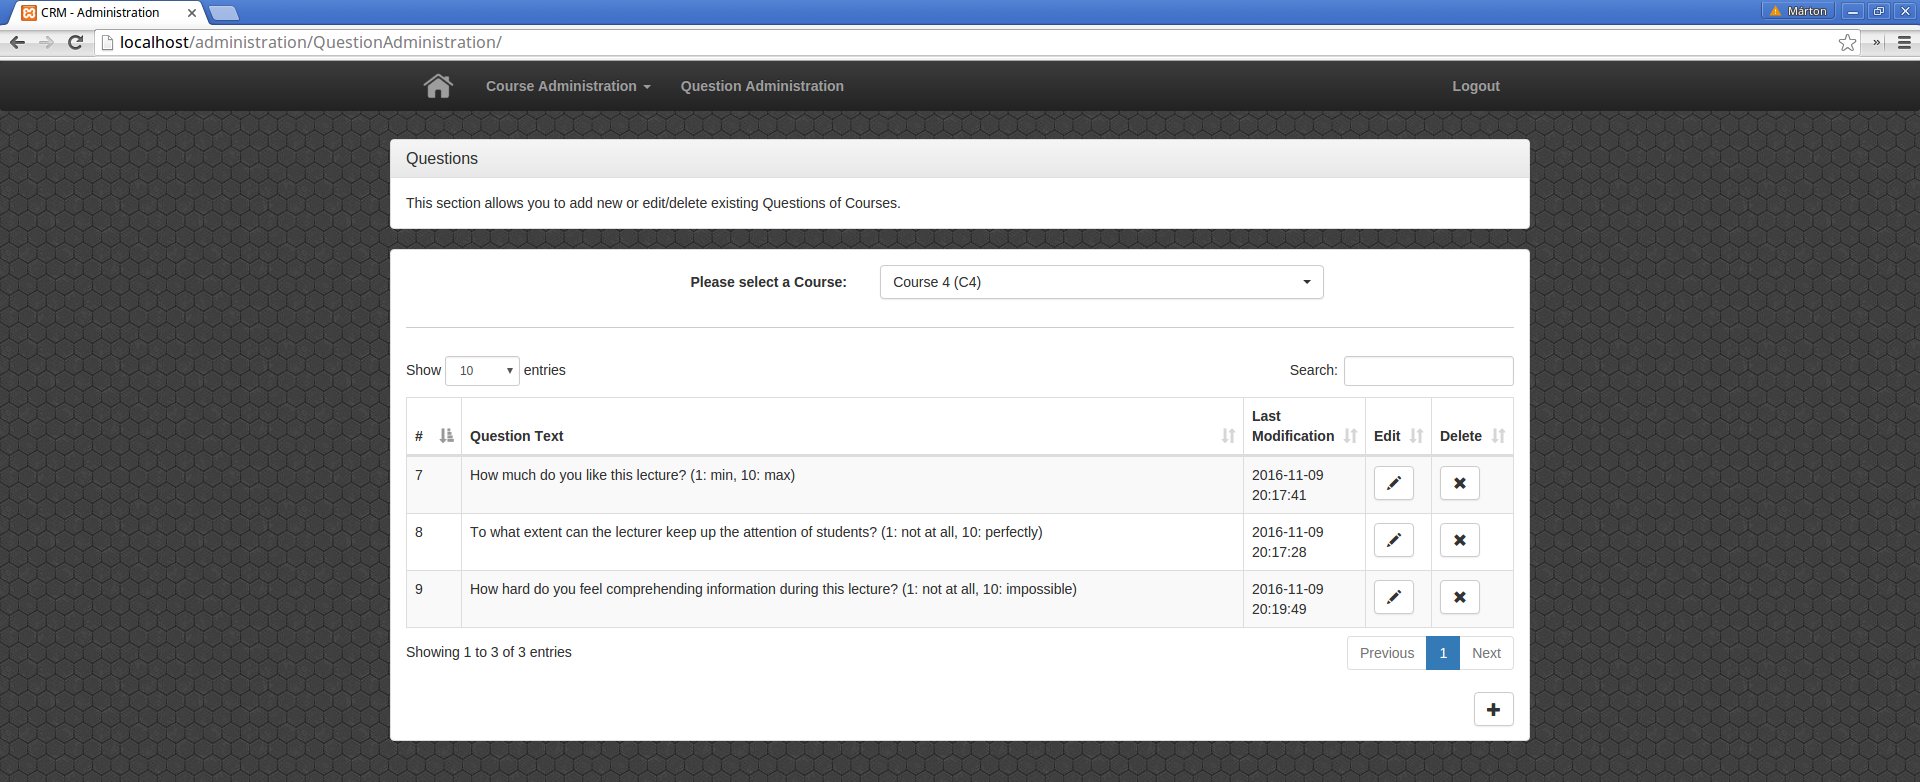 CRM - Administration
Márton
localhost/administration/QuestionAdministration/
»
Course Administration
Question Administration
Logout
Questions
This section allows you to add new or edit/delete existing Questions of Courses.
Please select a Course:
Course 4 (C4)
Show 10 entries
Search:
# Question Text Last Modification Edit Delete
7 How much do you like this lecture? (1: min, 10: max) 2016-11-09 20:17:41
8 To what extent can the lecturer keep up the attention of students? (1: not at all, 10: perfectly) 2016-11-09 20:17:28
9 How hard do you feel comprehending information during this lecture? (1: not at all, 10: impossible) 2016-11-09 20:19:49
Showing 1 to 3 of 3 entries
Previous 1 Next